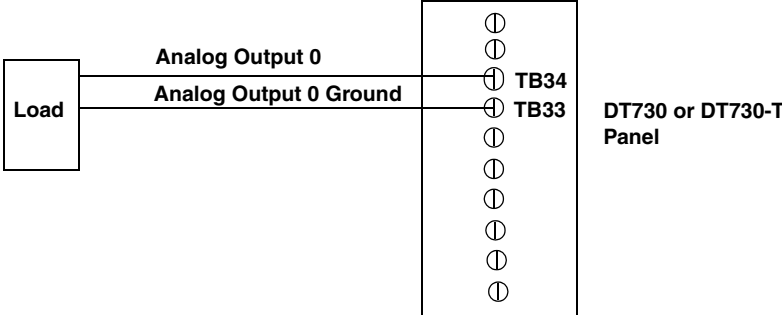 Analog Output 0
TB34
Analog Output 0 Ground
Load
TB33
DT730 or DT730-T
Panel